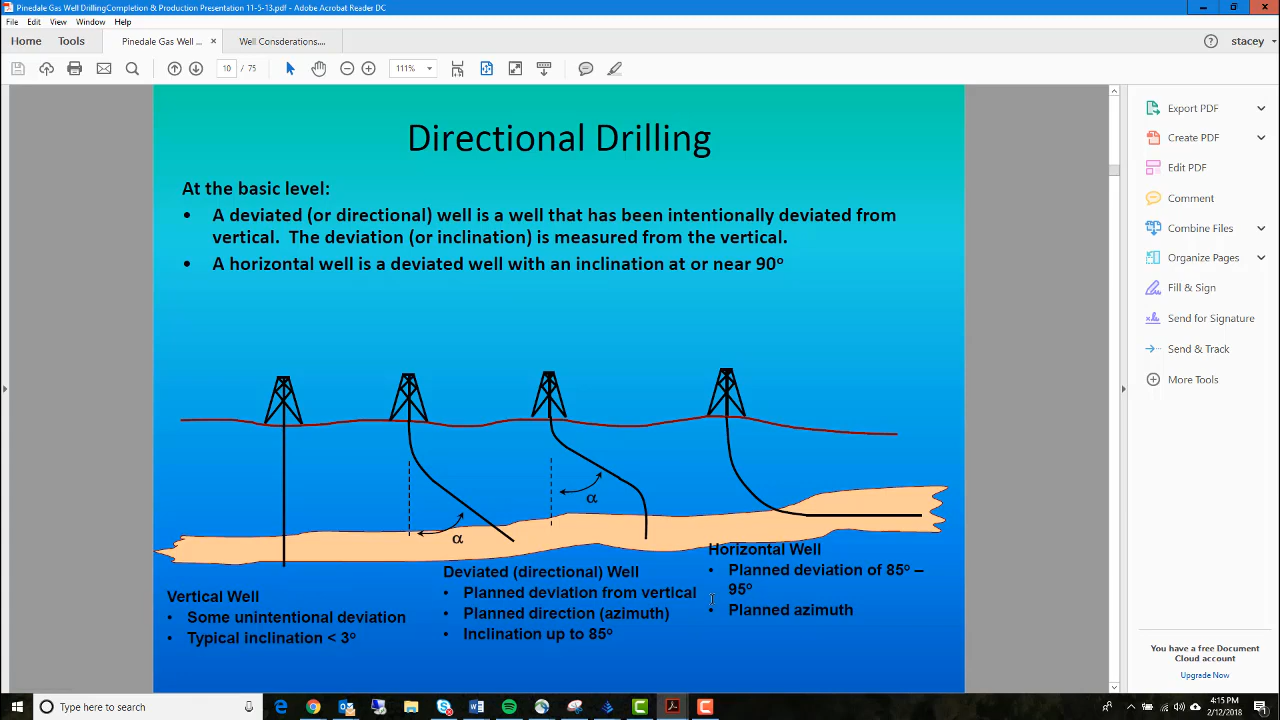 Pinedale Gas Well DrillingCompletion & Production Presentation 11-5-13.pdf - Adobe Acrobat Reader DC
File Edit View Window Help
Home Tools Pinedale Gas Well ... × Well Considerations.... stacey
10 / 75 111%
Directional Drilling
At the basic level:
• A deviated (or directional) well is a well that has been intentionally deviated from
vertical. The deviation (or inclination) is measured from the vertical.
• A horizontal well is a deviated well with an inclination at or near 90º
α
α
Vertical Well
• Some unintentional deviation
• Typical inclination < 3º
Deviated (directional) Well
• Planned deviation from vertical
• Planned direction (azimuth)
• Inclination up to 85º
Horizontal Well
• Planned deviation of 85º –
95º
• Planned azimuth
Export PDF
Create PDF
Edit PDF
Comment
Combine Files
Organize Pages
Fill & Sign
Send for Signature
Send & Track
More Tools
You have a free Document
Cloud account
Upgrade Now
Type here to search
4:15 PM
2/12/2018